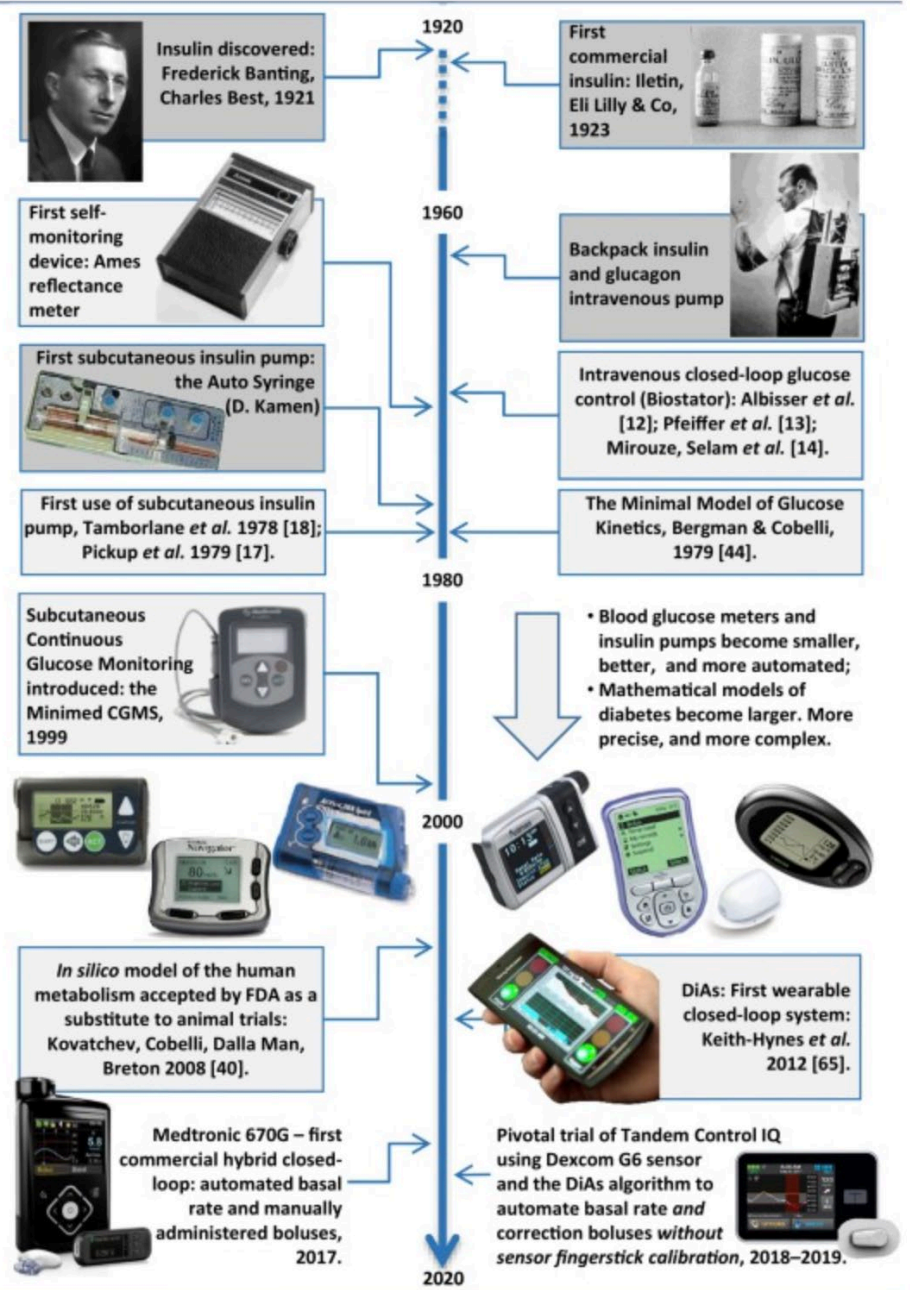 1920
Insulin discovered:
Frederick Banting,
Charles Best, 1921
First
commercial
insulin: Iletin,
Eli Lilly & Co,
1923
1960
First self-
monitoring
device: Ames
reflectance
meter
Backpack insulin
and glucagon
intravenous pump
First subcutaneous insulin pump:
the Auto Syringe
(D. Kamen)
Intravenous closed-loop glucose
control (Biostator): Albisser et al.
[12]; Pfeiffer et al. [13];
Mirouze, Selam et al. [14].
First use of subcutaneous insulin
pump, Tamborlane et al. 1978 [18];
Pickup et al. 1979 [17].
The Minimal Model of Glucose
Kinetics, Bergman & Cobelli,
1979 [44].
1980
Subcutaneous
Continuous
Glucose Monitoring
introduced: the
Minimed CGMS,
1999
• Blood glucose meters and
insulin pumps become smaller,
better, and more automated;
• Mathematical models of
diabetes become larger. More
precise, and more complex.
2000
Navigator
80
10:15
In silico model of the human
metabolism accepted by FDA as a
substitute to animal trials:
Kovatchev, Cobelli, Dalla Man,
Breton 2008 [40].
DiAs: First wearable
closed-loop system:
Keith-Hynes et al.
2012 [65].
5.8
Medtronic 670G – first
commercial hybrid closed-
loop: automated basal
rate and manually
administered boluses,
2017.
Pivotal trial of Tandem Control IQ
using Dexcom G6 sensor
and the DiAs algorithm to
automate basal rate and
correction boluses without
sensor fingerstick calibration, 2018–2019.
2020